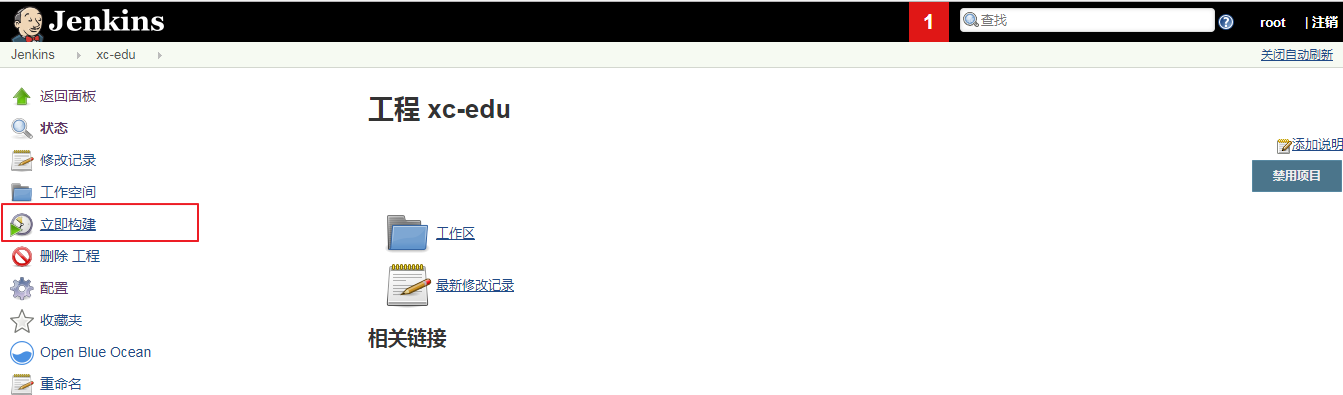 Jenkins
1
查找
root
| 注销
Jenkins
xc-edu
关闭自动刷新
返回面板
状态
修改记录
工作空间
立即构建
删除 工程
配置
收藏夹
Open Blue Ocean
重命名
工程 xc-edu
添加说明
禁用项目
工作区
最新修改记录
相关链接